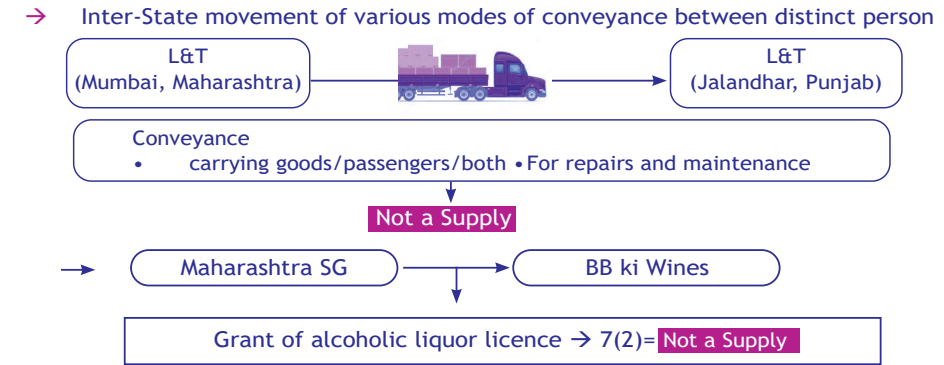 → Inter-State movement of various modes of conveyance between distinct person
L&T
(Mumbai, Maharashtra)
L&T
(Jalandhar, Punjab)
Conveyance
• carrying goods/passengers/both • For repairs and maintenance
Not a Supply
→ Maharashtra SG
BB ki Wines
Grant of alcoholic liquor licence → 7(2)= Not a Supply